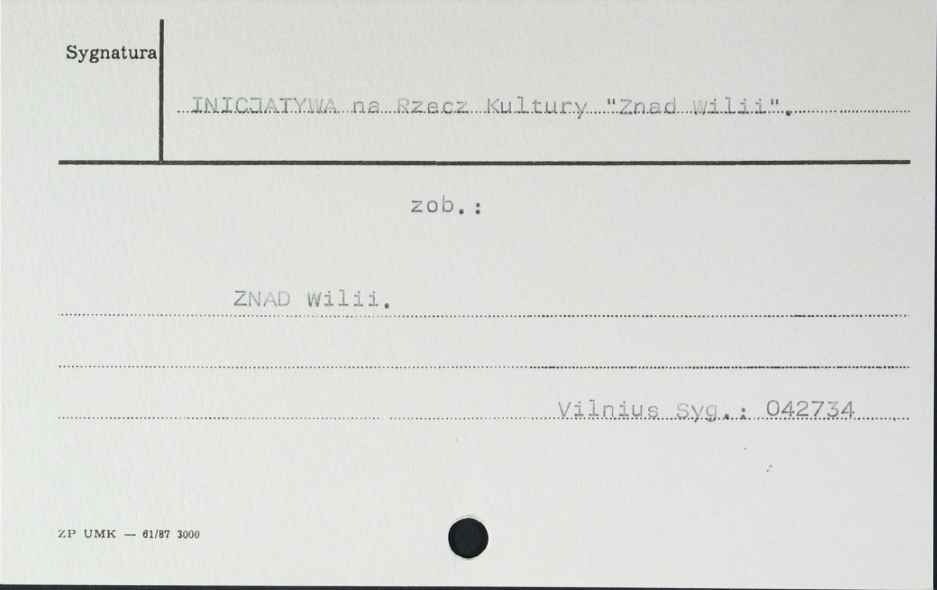 Sygnatura
INICJATYWA na Rzecz Kultury "Znad Wilii".
zob.:
ZNAD Wilii.
Vilnius Syg.: 042734
ZP UMK — 61/87 3000